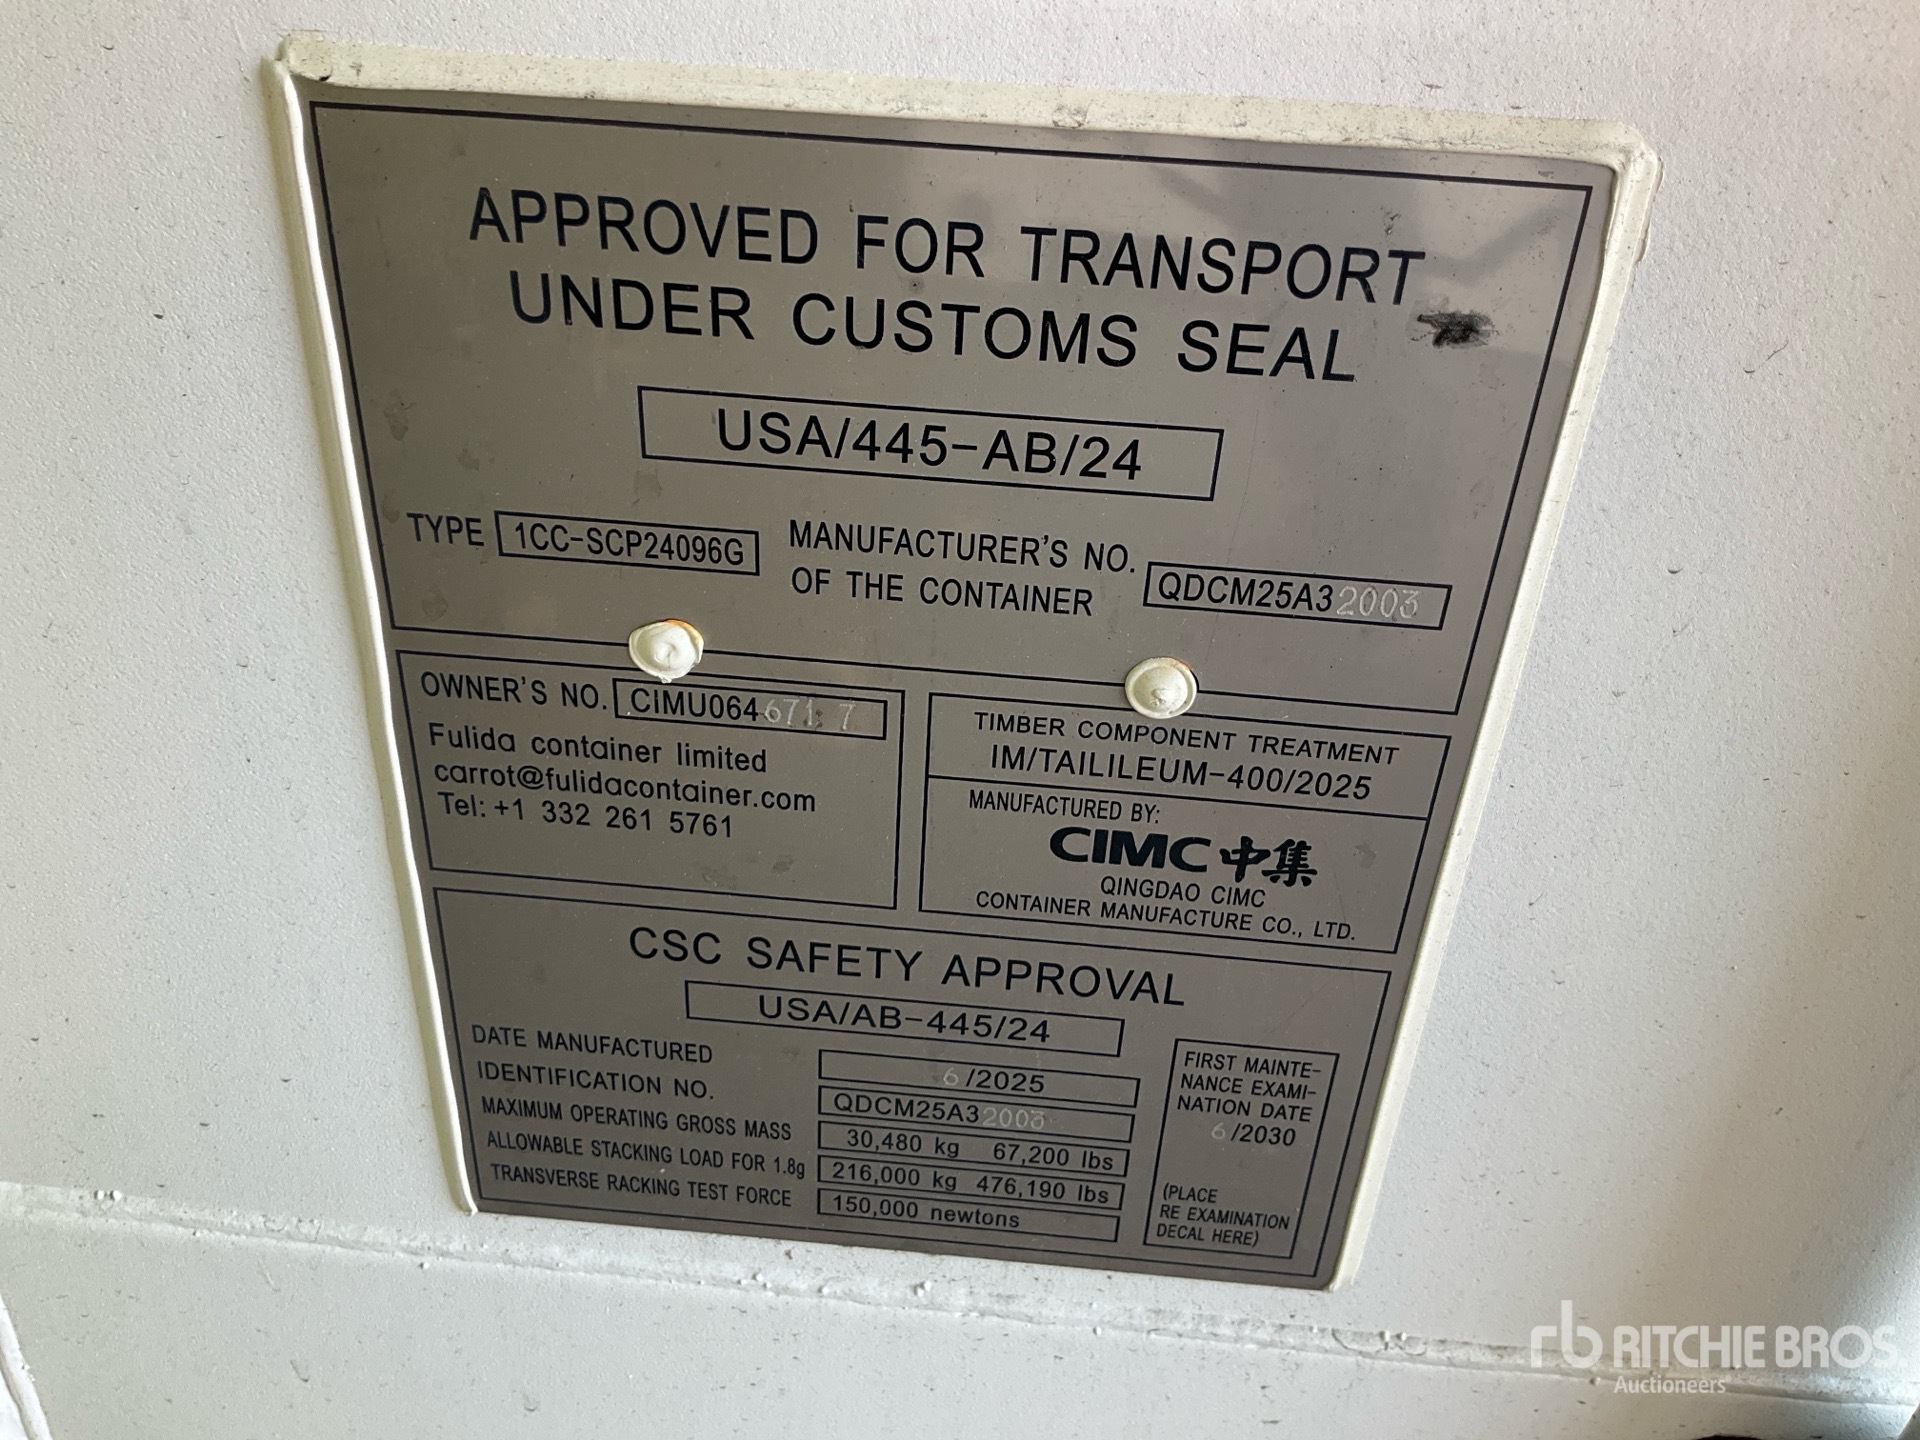 APPROVED FOR TRANSPORT
UNDER CUSTOMS SEAL
USA/445-AB/24
TYPE 1CC-SCP24096G
MANUFACTURER'S NO.
OF THE CONTAINER
QDCM25A32003
OWNER'S NO. CIMU064671 7
Fulida container limited
carrot@fulidacontainer.com
Tel: +1 332 261 5761
TIMBER COMPONENT TREATMENT
IM/TAILILEUM-400/2025
MANUFACTURED BY:
CIMC 中集
QINGDAO CIMC
CONTAINER MANUFACTURE CO., LTD.
CSC SAFETY APPROVAL
USA/AB-445/24
DATE MANUFACTURED 6/2025
IDENTIFICATION NO. QDCM25A32003
MAXIMUM OPERATING GROSS MASS 30,480 kg 67,200 lbs
ALLOWABLE STACKING LOAD FOR 1.8g 216,000 kg 476,190 lbs
TRANSVERSE RACKING TEST FORCE 150,000 newtons
FIRST MAINTE-
NANCE EXAMI-
NATION DATE
6/2030
(PLACE
RE EXAMINATION
DECAL HERE)
rb RITCHIE BROS.
Auctioneers